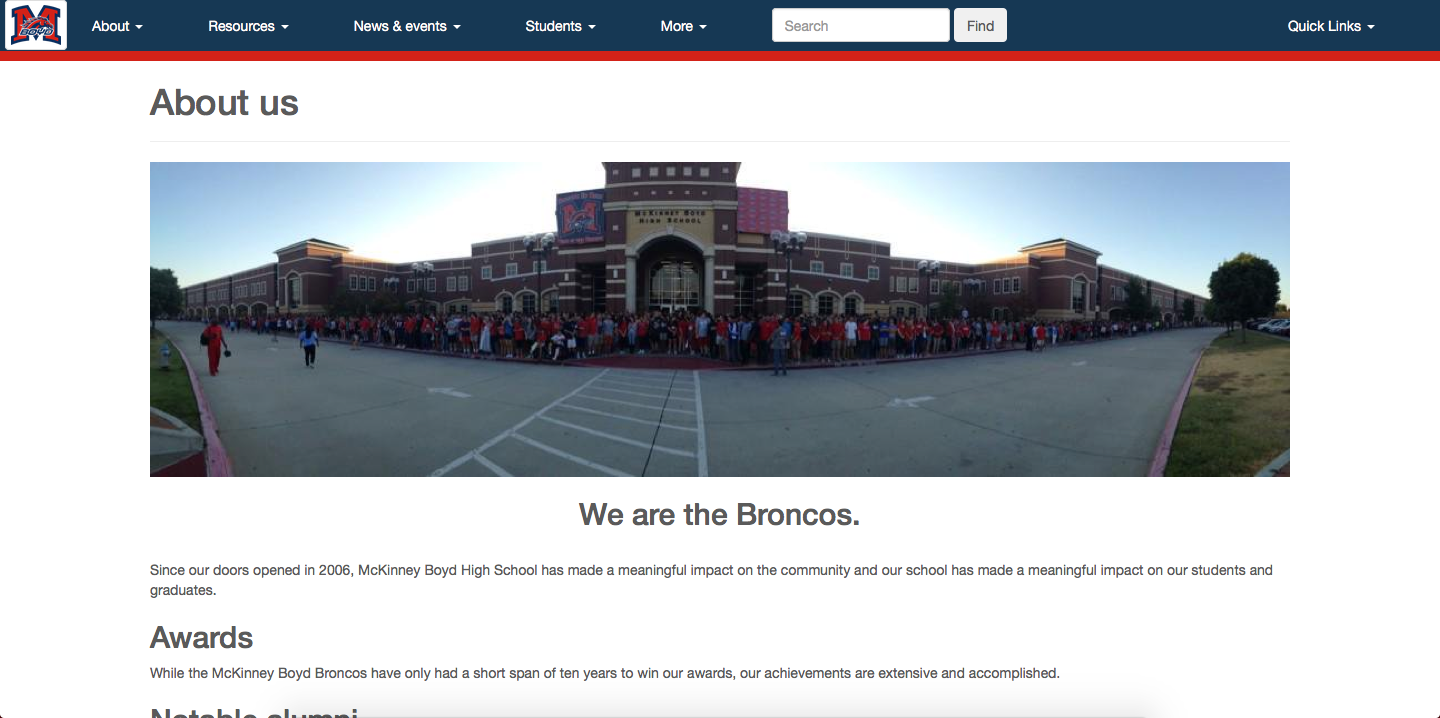 BOYD
About
Resources
News & events
Students
More
Search
Find
Quick Links
About us
M
McKinney Boyd
High School
We are the Broncos.
Since our doors opened in 2006, McKinney Boyd High School has made a meaningful impact on the community and our school has made a meaningful impact on our students and
graduates.
Awards
While the McKinney Boyd Broncos have only had a short span of ten years to win our awards, our achievements are extensive and accomplished.
Notable alumni